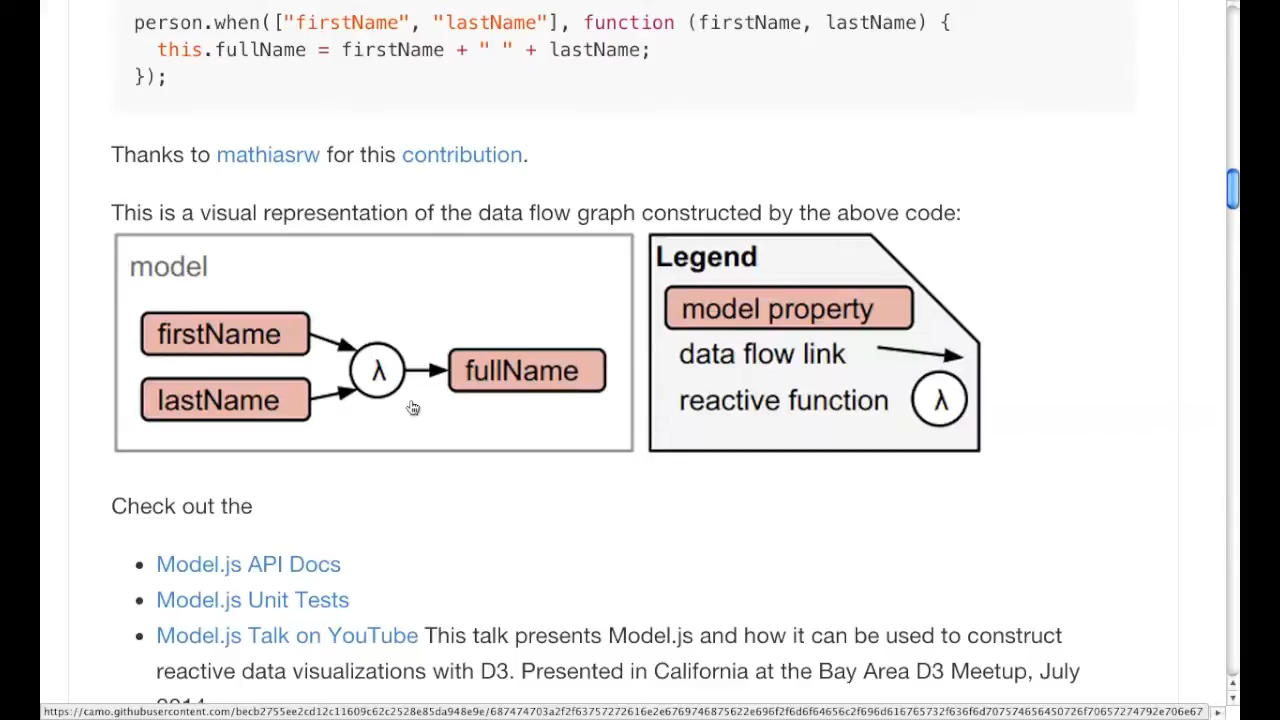 person.when(["firstName", "lastName"], function (firstName, lastName) {
this.fullName = firstName + " " + lastName;
});
Thanks to mathiasrw for this contribution.
This is a visual representation of the data flow graph constructed by the above code:
model
firstName
lastName
λ
fullName
Legend
model property
data flow link
reactive function λ
Check out the
• Model.js API Docs
• Model.js Unit Tests
• Model.js Talk on YouTube This talk presents Model.js and how it can be used to construct
reactive data visualizations with D3. Presented in California at the Bay Area D3 Meetup, July
2014